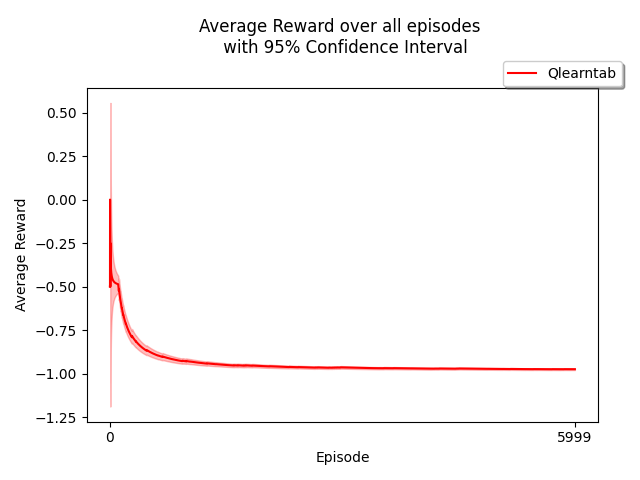 Average Reward over all episodes
with 95% Confidence Interval
Qlearntab
0.50
0.25
0.00
−0.25
−0.50
−0.75
−1.00
−1.25
Average Reward
0 5999
Episode